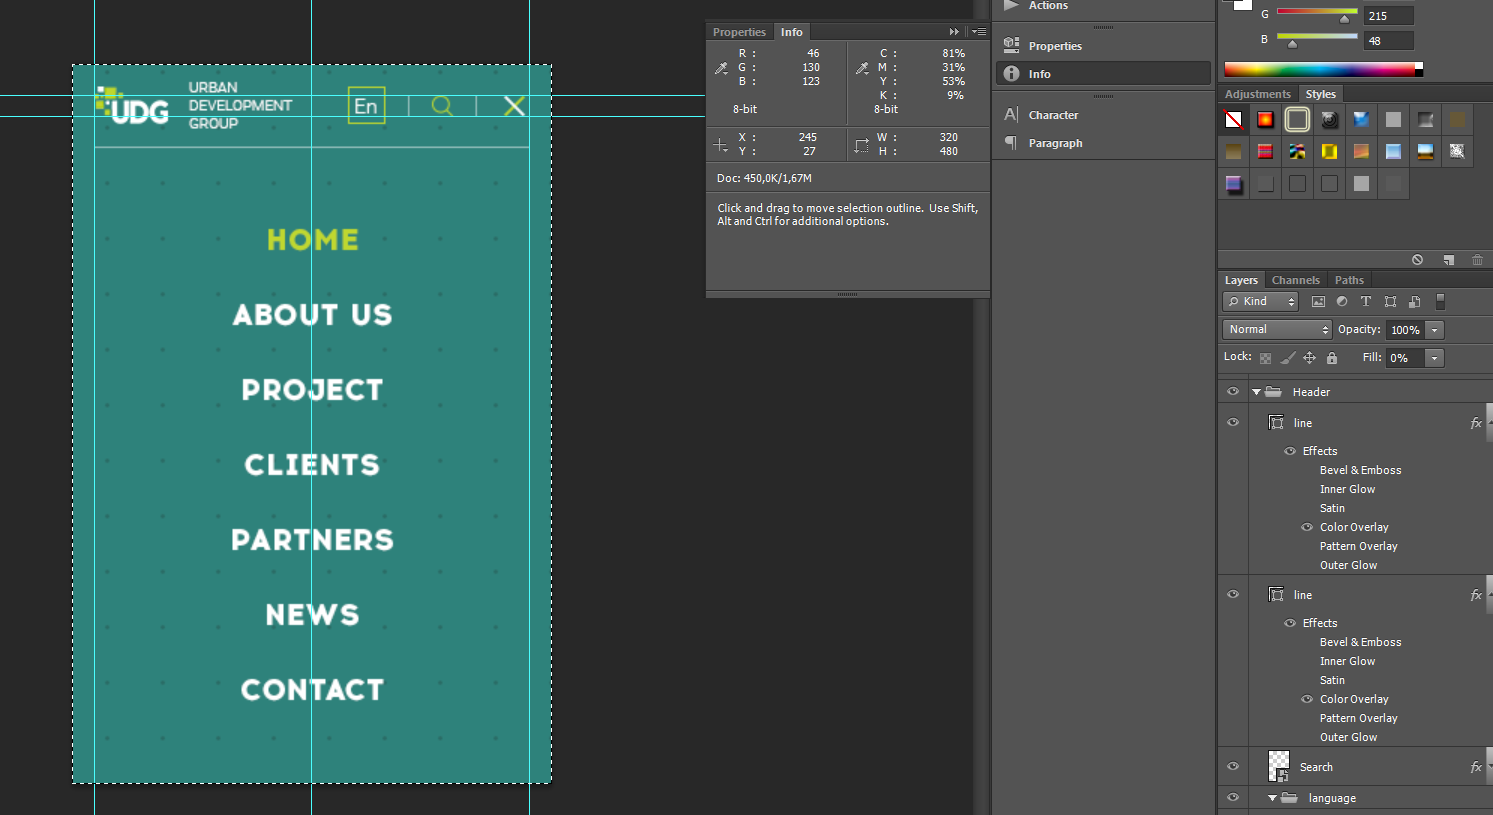 UDG
URBAN
DEVELOPMENT
GROUP
En
HOME
ABOUT US
PROJECT
CLIENTS
PARTNERS
NEWS
CONTACT
Properties
Info
R : 46
G : 130
B : 123
8-bit
C : 81%
M : 31%
Y : 53%
K : 9%
8-bit
X : 245
Y : 27
W : 320
H : 480
Doc: 450,0K/1,67M
Click and drag to move selection outline. Use Shift,
Alt and Ctrl for additional options.
Actions
Properties
Info
Character
Paragraph
G 215
B 48
Adjustments
Styles
Layers
Channels
Paths
Kind
Normal
Opacity: 100%
Lock:
Fill: 0%
Header
line
fx
Effects
Bevel & Emboss
Inner Glow
Satin
Color Overlay
Pattern Overlay
Outer Glow
line
fx
Effects
Bevel & Emboss
Inner Glow
Satin
Color Overlay
Pattern Overlay
Outer Glow
Search
fx
language